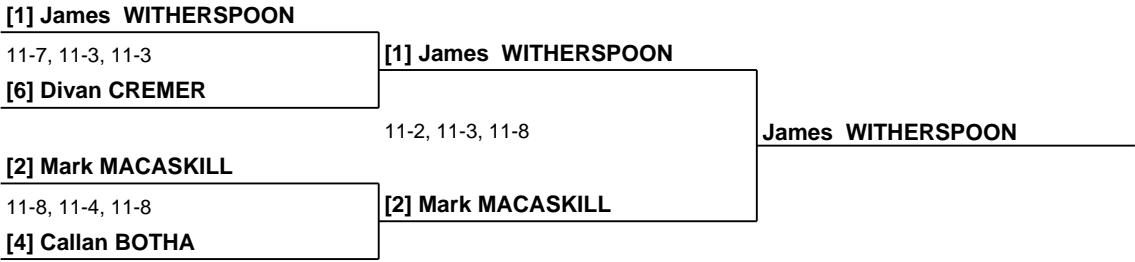 [1] James  WITHERSPOON
11-7, 11-3, 11-3
[6] Divan CREMER
[1] James  WITHERSPOON
11-2, 11-3, 11-8
James  WITHERSPOON
[2] Mark MACASKILL
11-8, 11-4, 11-8
[4] Callan BOTHA
[2] Mark MACASKILL